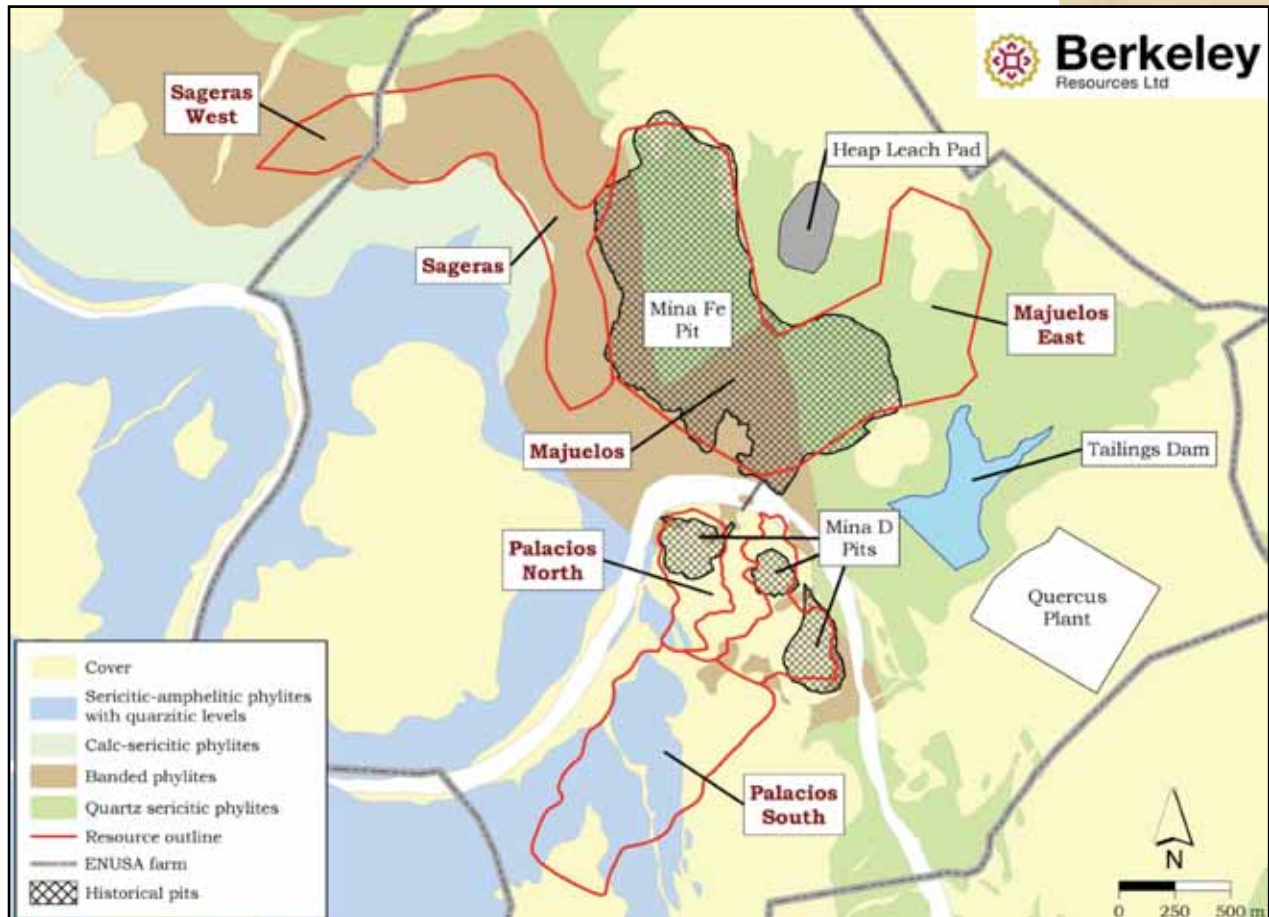 Berkeley
Resources Ltd
Sageras
West
Heap Leach Pad
Sageras
Mina Fe
Pit
Majuelos
East
Majuelos
Tailings Dam
Mina D
Pits
Palacios
North
Quercus
Plant
Palacios
South
Cover
Sericitic-amphelitic phylites
with quarzitic levels
Calc-sericitic phylites
Banded phylites
Quartz sericitic phylites
Resource outline
ENUSA farm
Historical pits
N
0 250 500 m